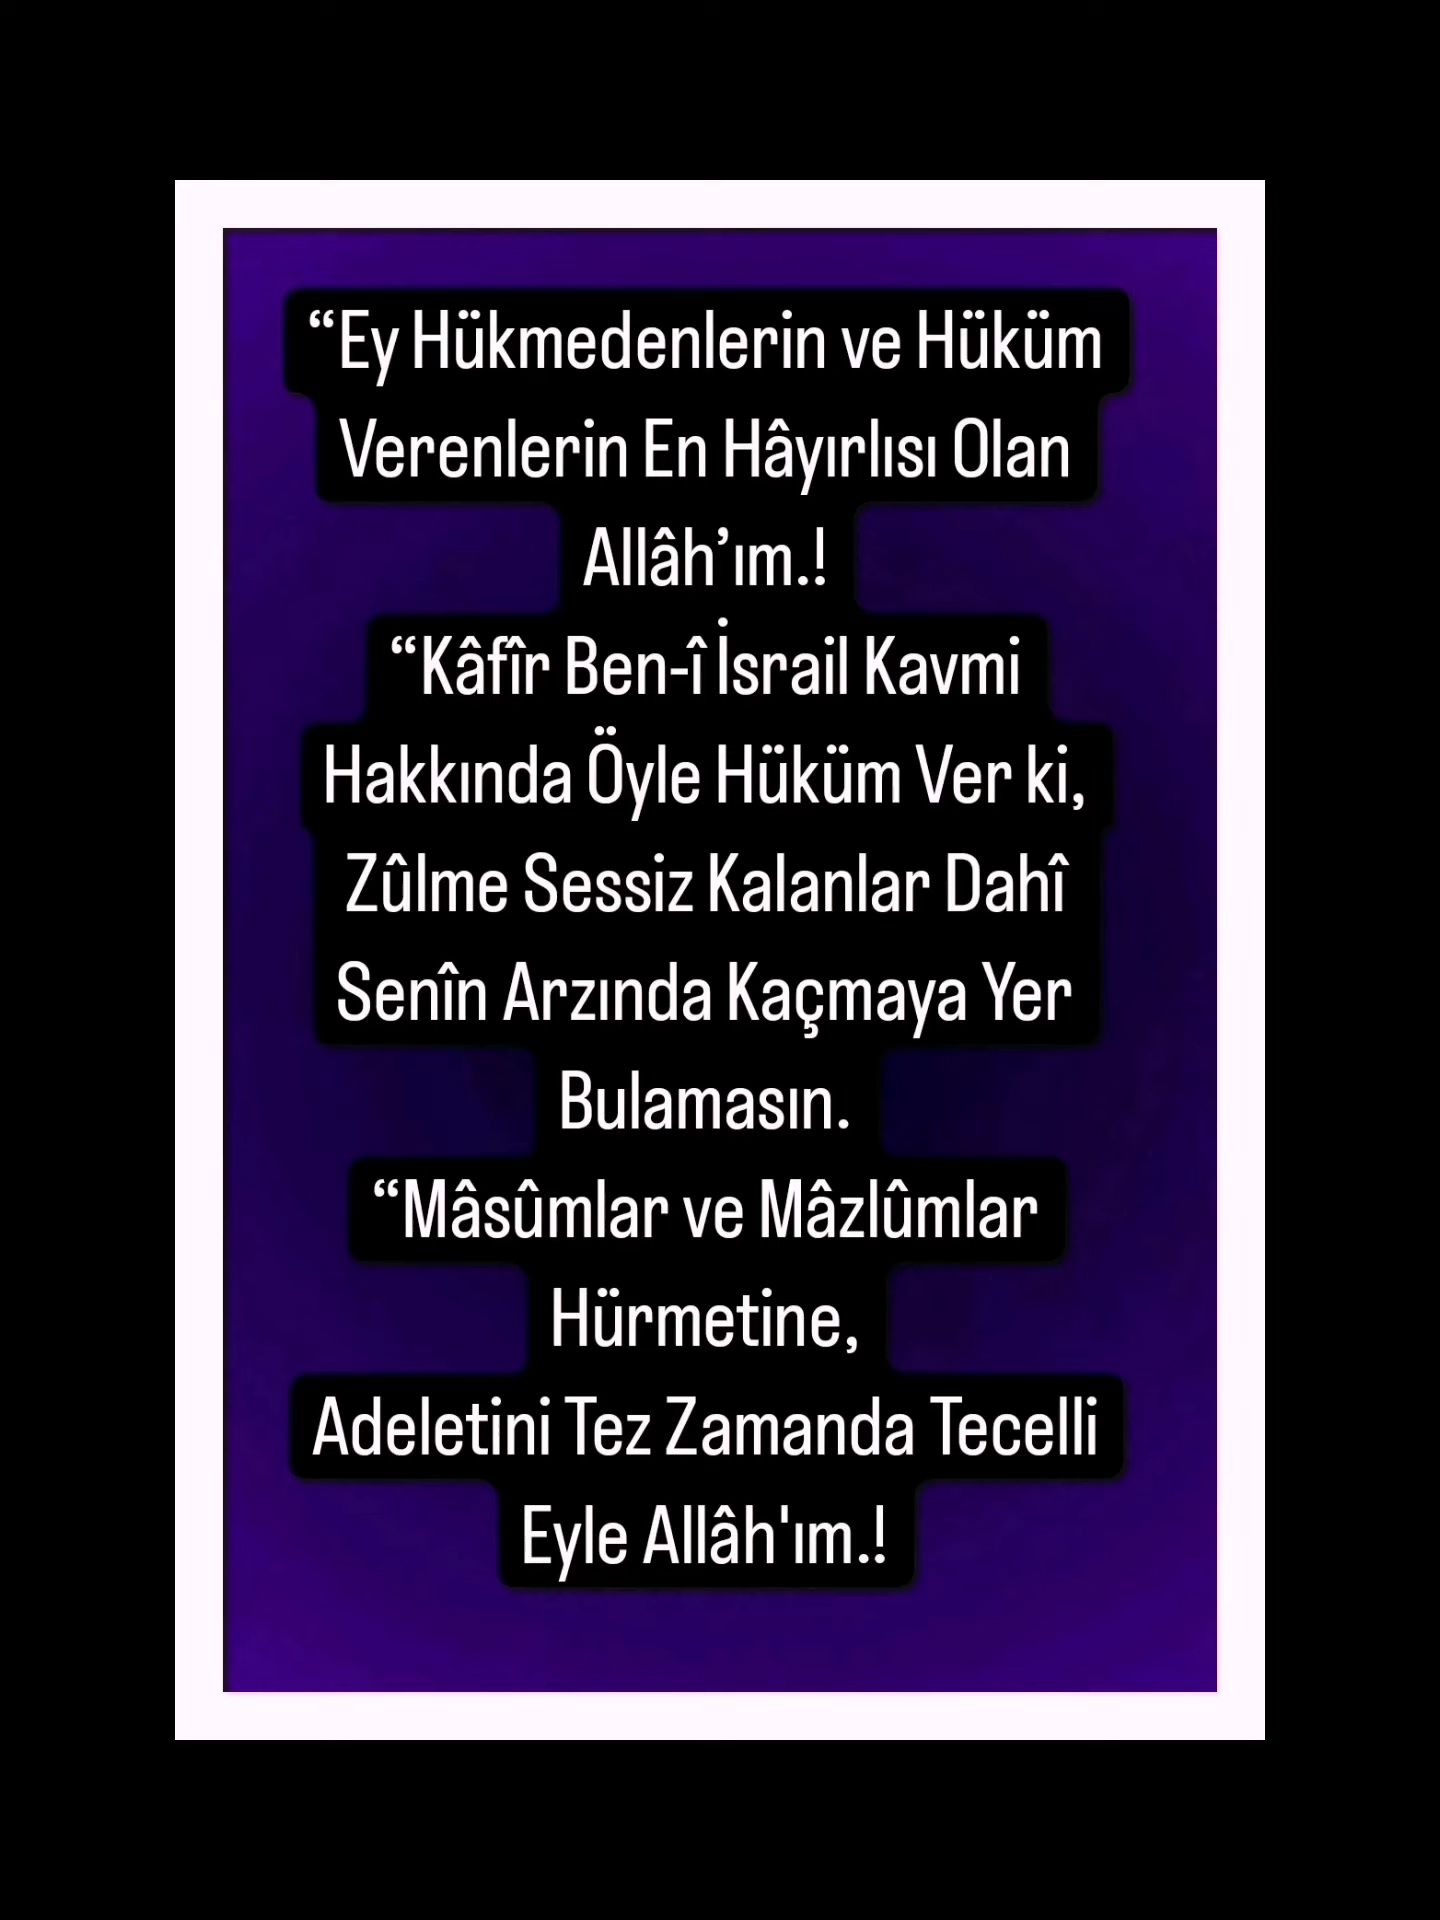 “Ey Hükmedenlerin ve Hüküm
Verenlerin En Hâyırlısı Olan
Allâh’ım.!
“Kâfîr Ben-î İsrail Kavmi
Hakkında Öyle Hüküm Ver ki,
Zûlme Sessiz Kalanlar Dahî
Senîn Arzında Kaçmaya Yer
Bulamasın.
“Mâsûmlar ve Mâzlûmlar
Hürmetine,
Adeletini Tez Zamanda Tecelli
Eyle Allâh'ım.!